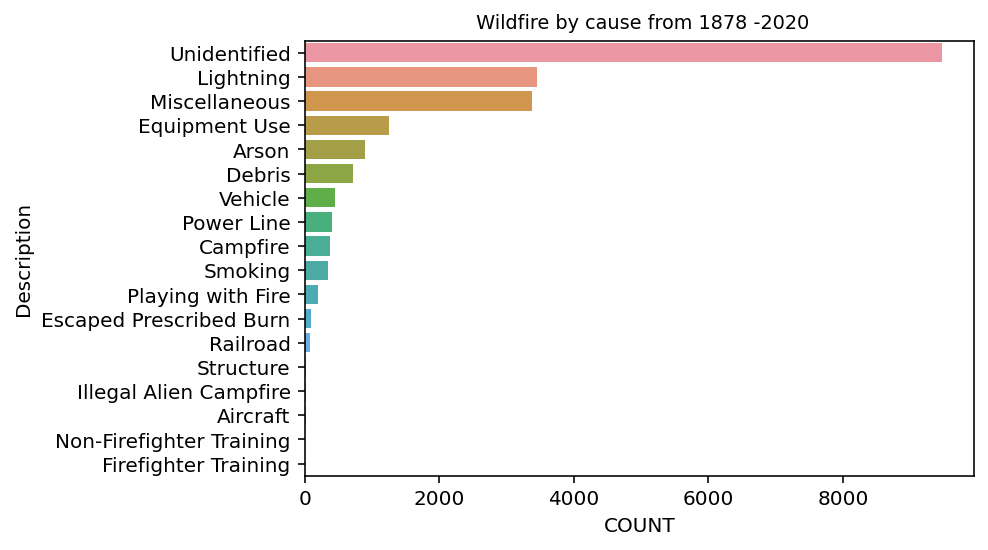 Wildfire by cause from 1878 -2020
Description
Unidentified
Lightning
Miscellaneous
Equipment Use
Arson
Debris
Vehicle
Power Line
Campfire
Smoking
Playing with Fire
Escaped Prescribed Burn
Railroad
Structure
Illegal Alien Campfire
Aircraft
Non-Firefighter Training
Firefighter Training
0 2000 4000 6000 8000
COUNT